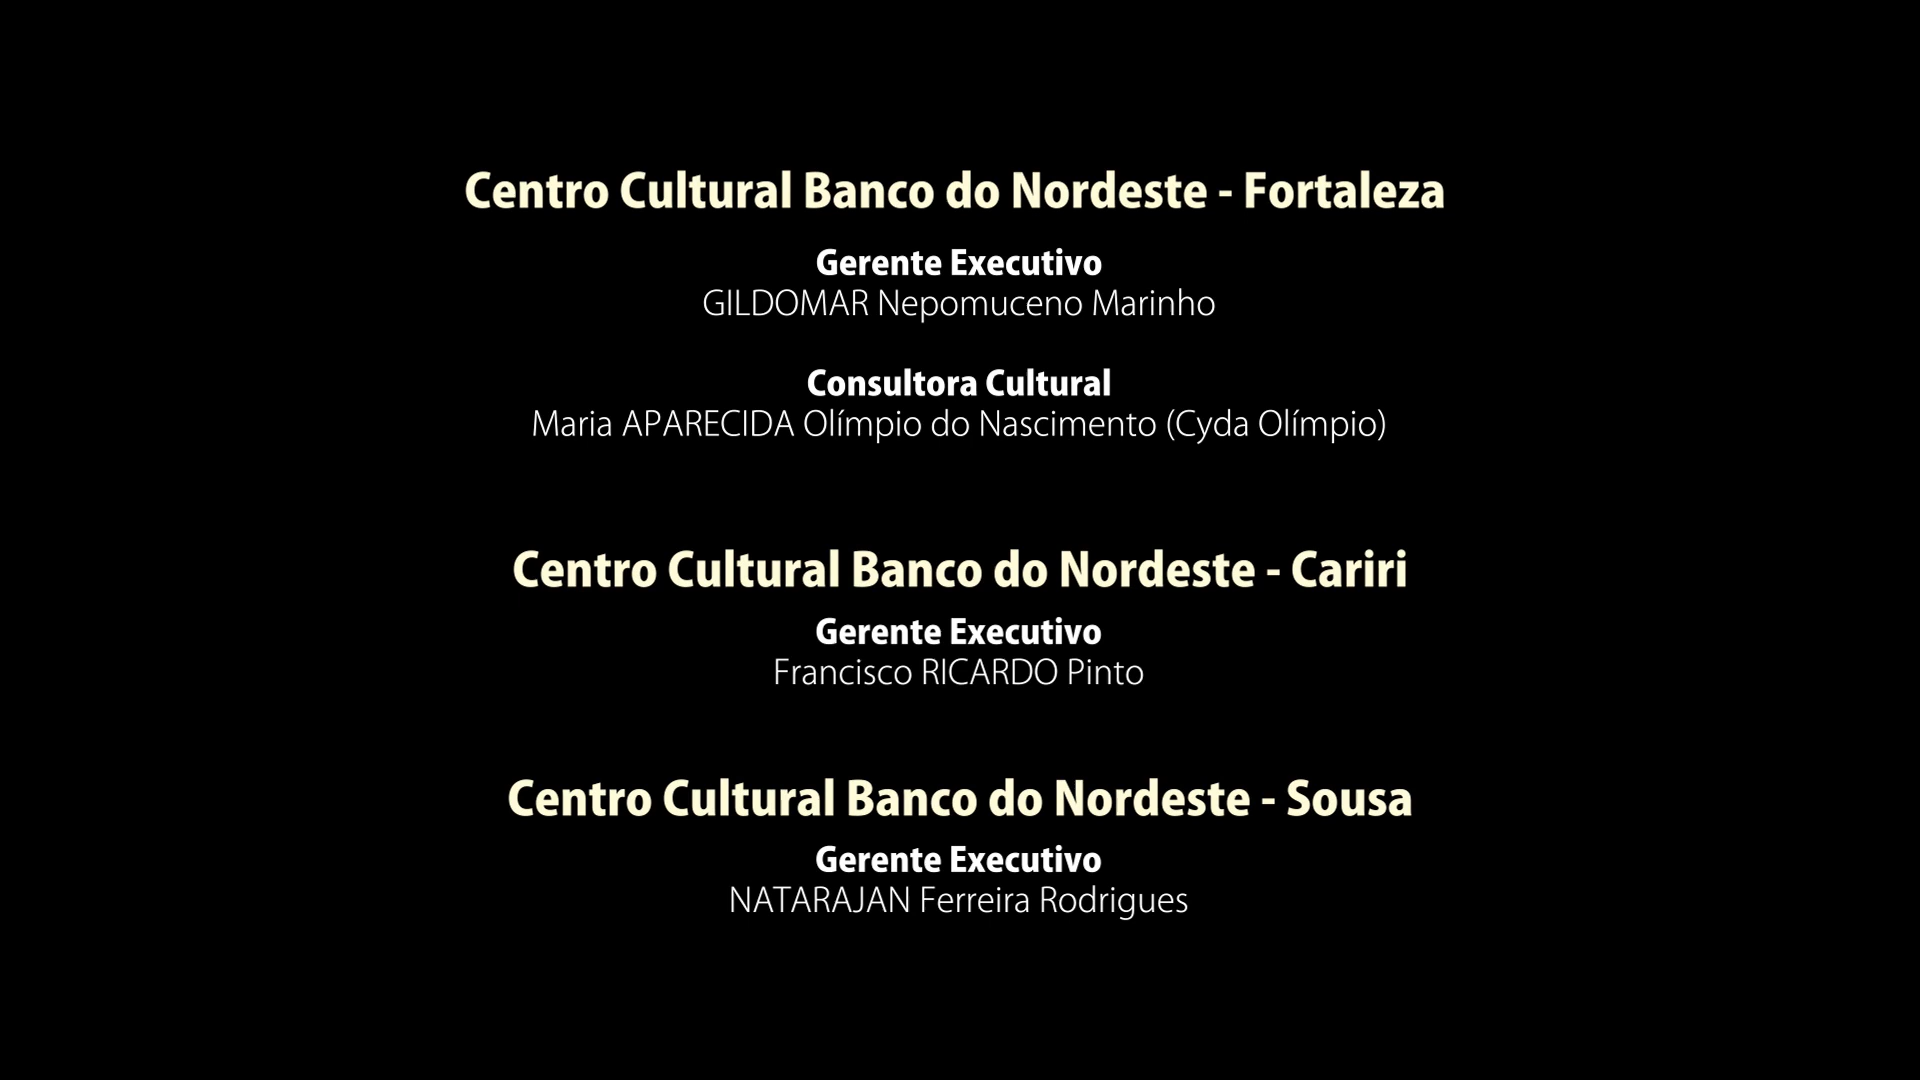 Centro Cultural Banco do Nordeste - Fortaleza
Gerente Executivo
GILDOMAR Nepomuceno Marinho
Consultora Cultural
Maria APARECIDA Olímpio do Nascimento (Cyda Olímpio)
Centro Cultural Banco do Nordeste - Cariri
Gerente Executivo
Francisco RICARDO Pinto
Centro Cultural Banco do Nordeste - Sousa
Gerente Executivo
NATARAJAN Ferreira Rodrigues